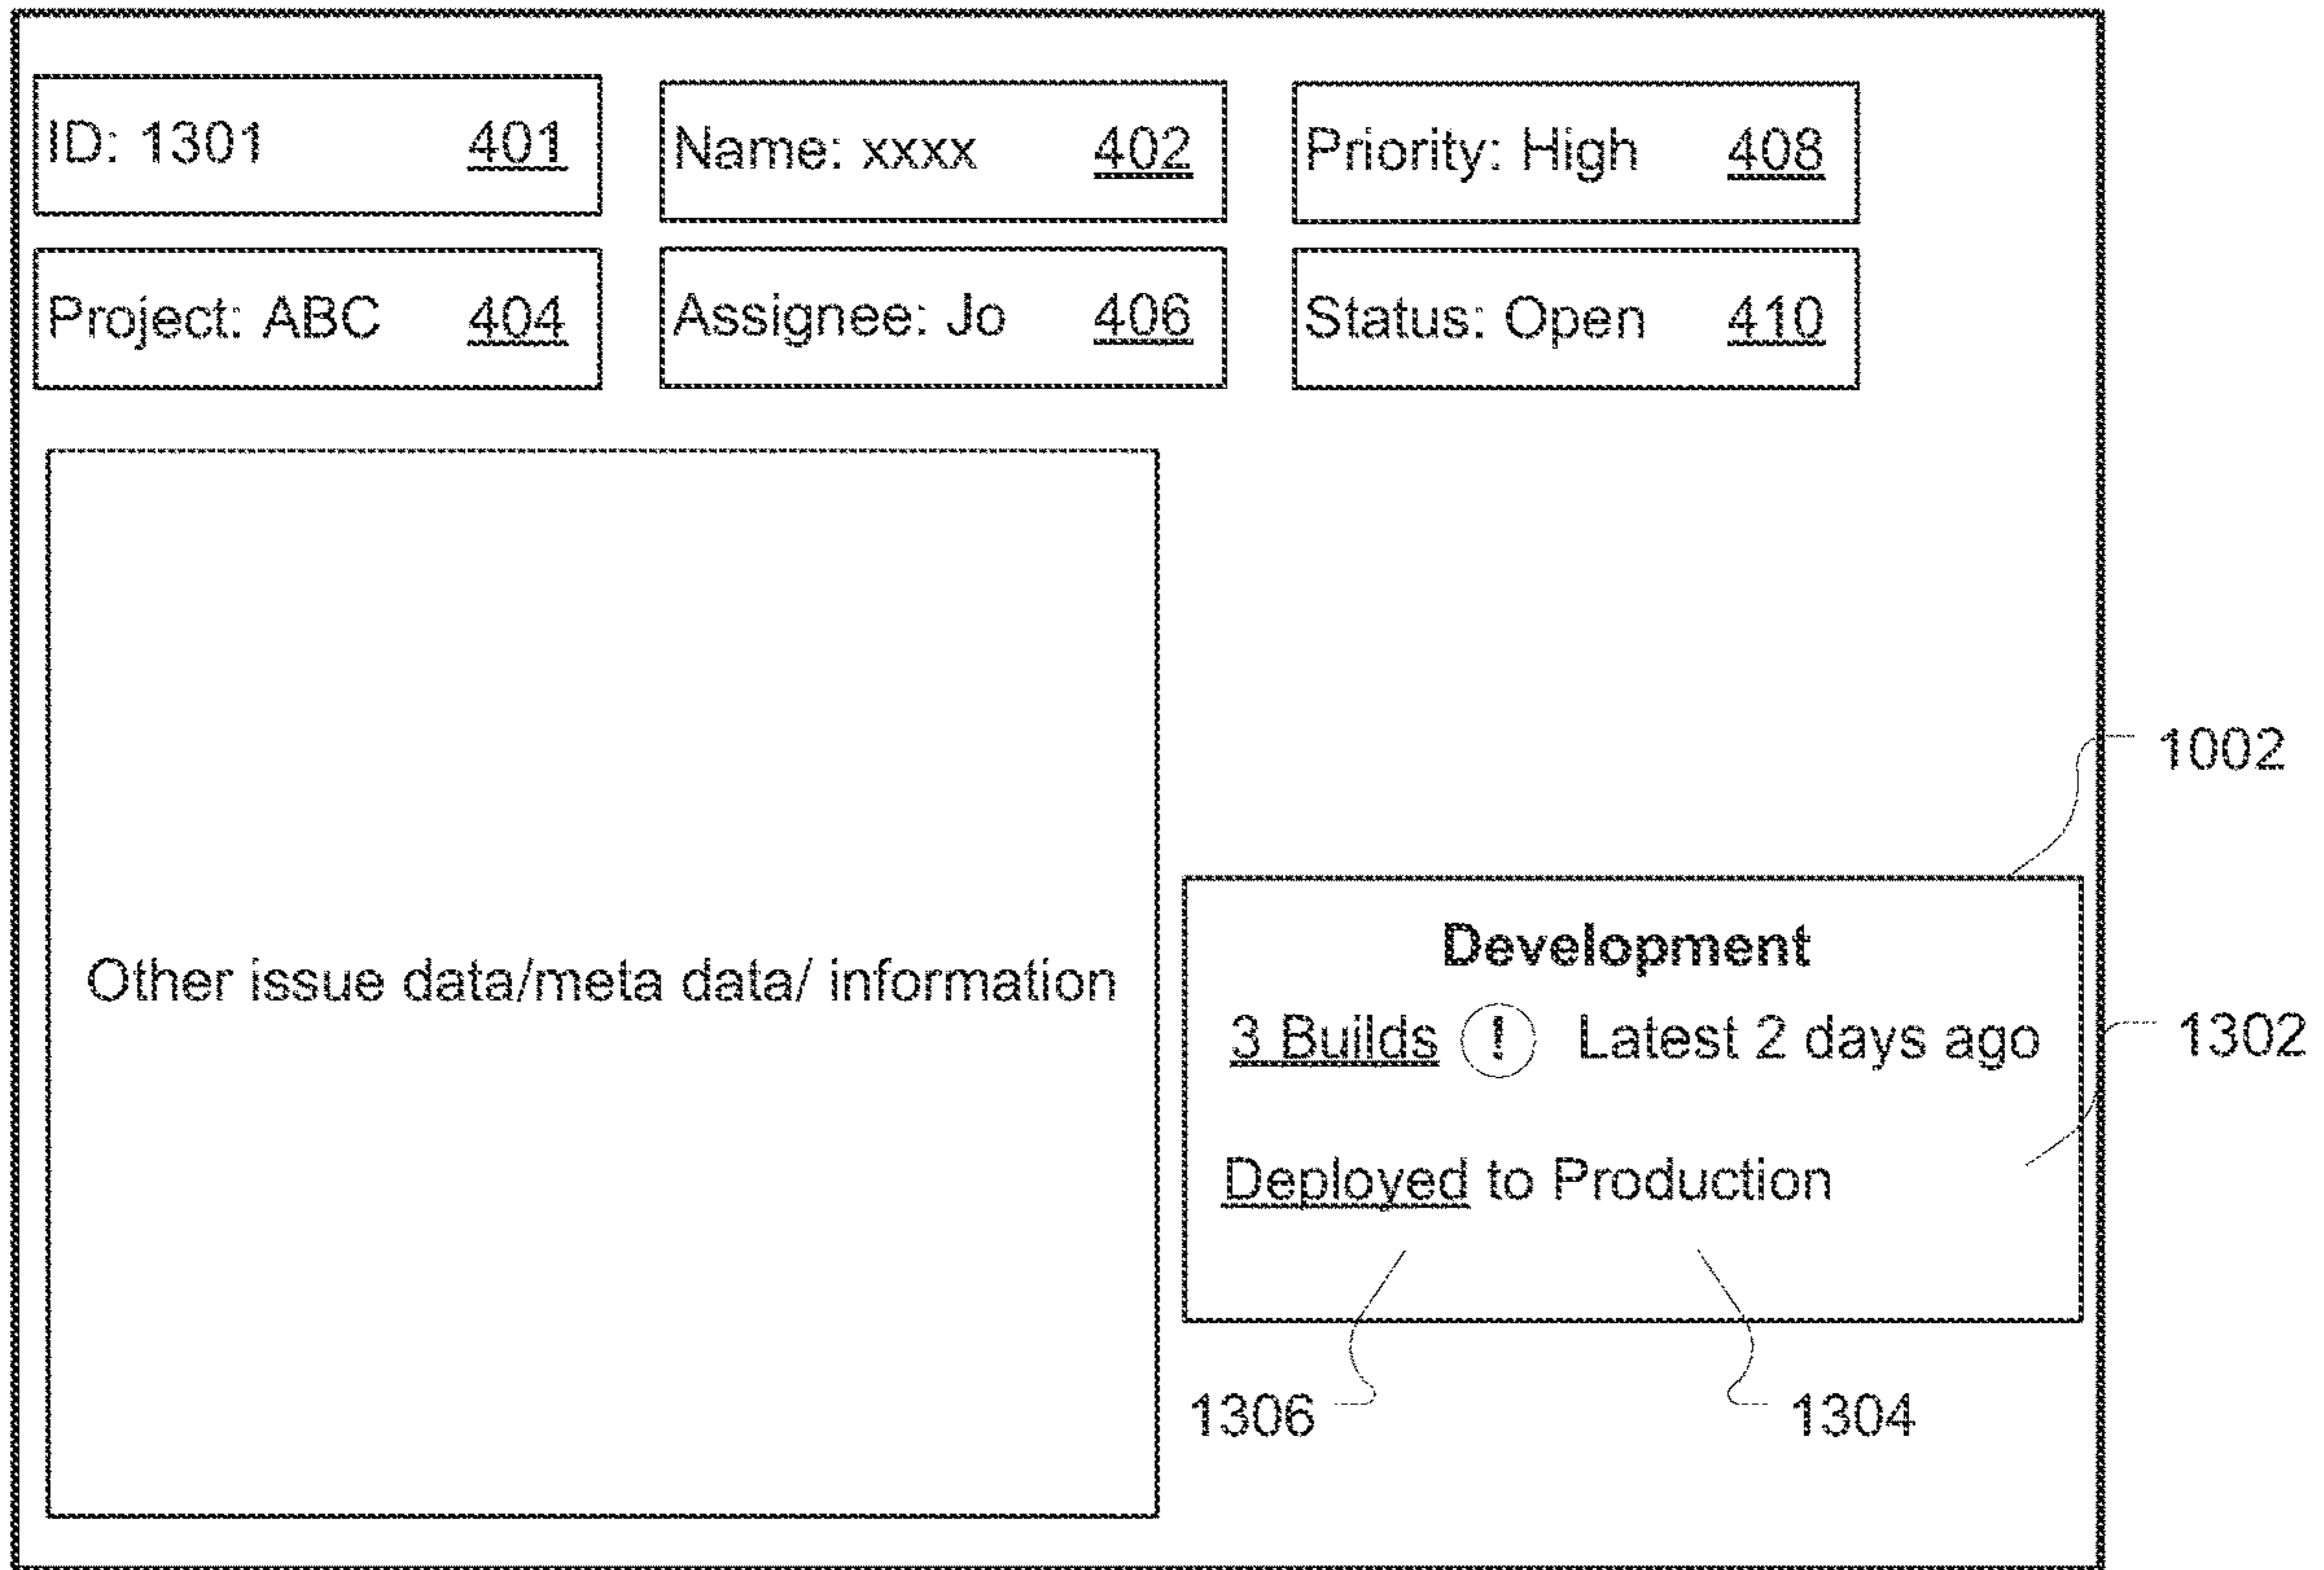 ID: 1301 401
Name: xxxx 402
Priority: High 408
Project: ABC 404
Assignee: Jo 406
Status: Open 410
1002
Other issue data/meta data/ information
Development
3 Builds ! Latest 2 days ago
1302
Deployed to Production
1306
1304